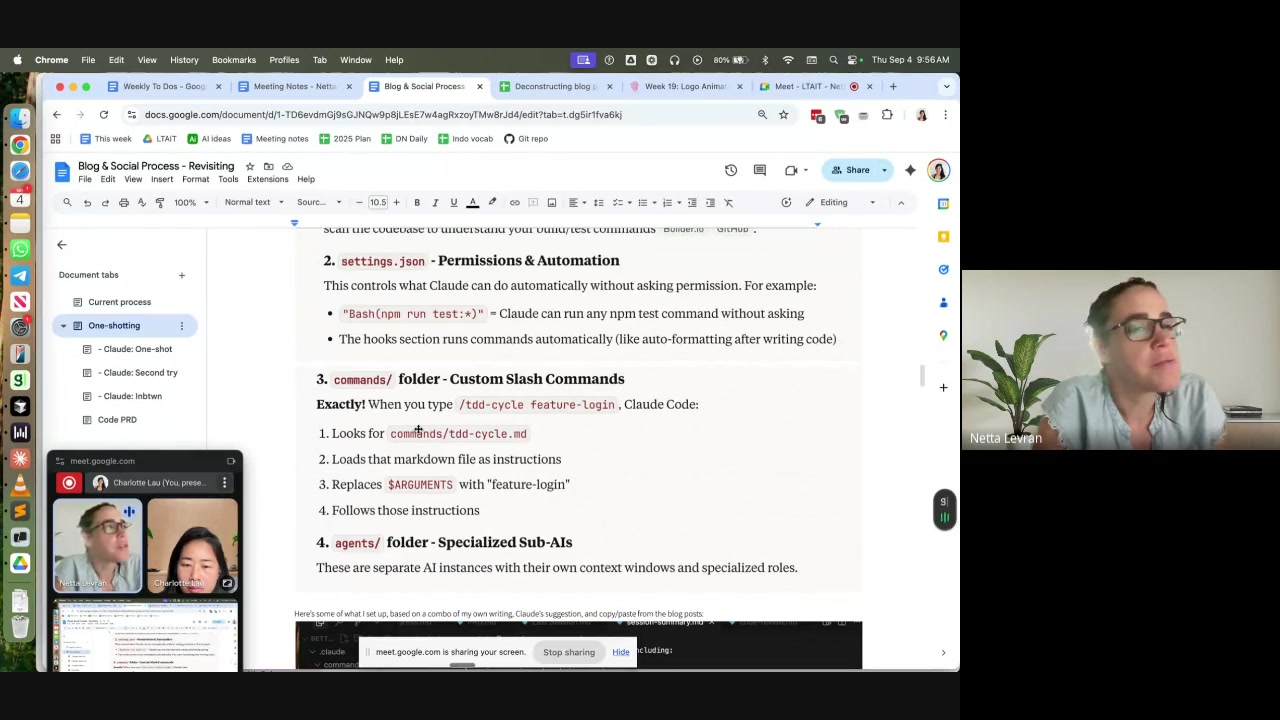 Chrome File Edit View History Bookmarks Profiles Tab Window Help 80% Thu Sep 4 9:56 AM
Weekly To Dos - Goog Meeting Notes - Netta Blog & Social Process Deconstructing blog p Week 19: Logo Animat Meet - LTAIT - Net
docs.google.com/document/d/1-TD6evdmGj9sGJNQw9p8jLEsE7w4agRxzoyTMw8rJd4/edit?tab=t.dg5ir1fva6kj
This week LTAIT AI ideas Meeting notes 2025 Plan DN Daily Indo vocab Git repo
Blog & Social Process - Revisiting
File Edit View Insert Format Tools Extensions Help
Share
100% Normal text Sourc... 10.5 Editing
scan the codebase to understand your build/test commands Builder.io GitHub .
Document tabs
Current process
One-shotting
- Claude: One-shot
- Claude: Second try
- Claude: Inbtwn
Code PRD
2. settings.json - Permissions & Automation
This controls what Claude can do automatically without asking permission. For example:
"Bash(npm run test:*)" = Claude can run any npm test command without asking
The hooks section runs commands automatically (like auto-formatting after writing code)
3. commands/ folder - Custom Slash Commands
Exactly! When you type /tdd-cycle feature-login , Claude Code:
1. Looks for commands/tdd-cycle.md
2. Loads that markdown file as instructions
3. Replaces $ARGUMENTS with "feature-login"
4. Follows those instructions
4. agents/ folder - Specialized Sub-AIs
These are separate AI instances with their own context windows and specialized roles.
Here's some of what I set up, based on a combo of my own writing, what Claude suggested and copy/paste from the blog posts:
session-summary.md
.claude
command
ncluding:
meet.google.com is sharing your screen. Stop sharing Hide
meet.google.com
Charlotte Lau (You, prese...
Netta Levran
Charlotte Lau
Netta Levran